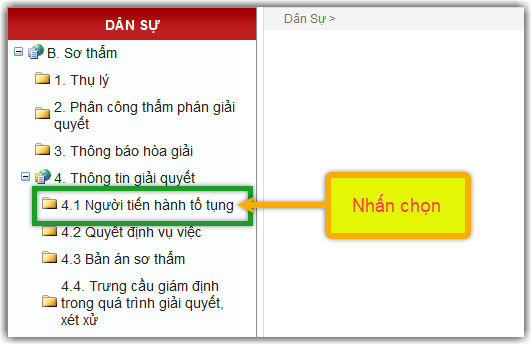 DÂN SỰ
Dân Sự >
B. Sơ thẩm
1. Thụ lý
2. Phân công thẩm phán giải
quyết
3. Thông báo hòa giải
4. Thông tin giải quyết
4.1 Người tiến hành tố tụng
Nhấn chọn
4.2 Quyết định vụ việc
4.3 Bản án sơ thẩm
4.4. Trưng cầu giám định
trong quá trình giải quyết,
xét xử